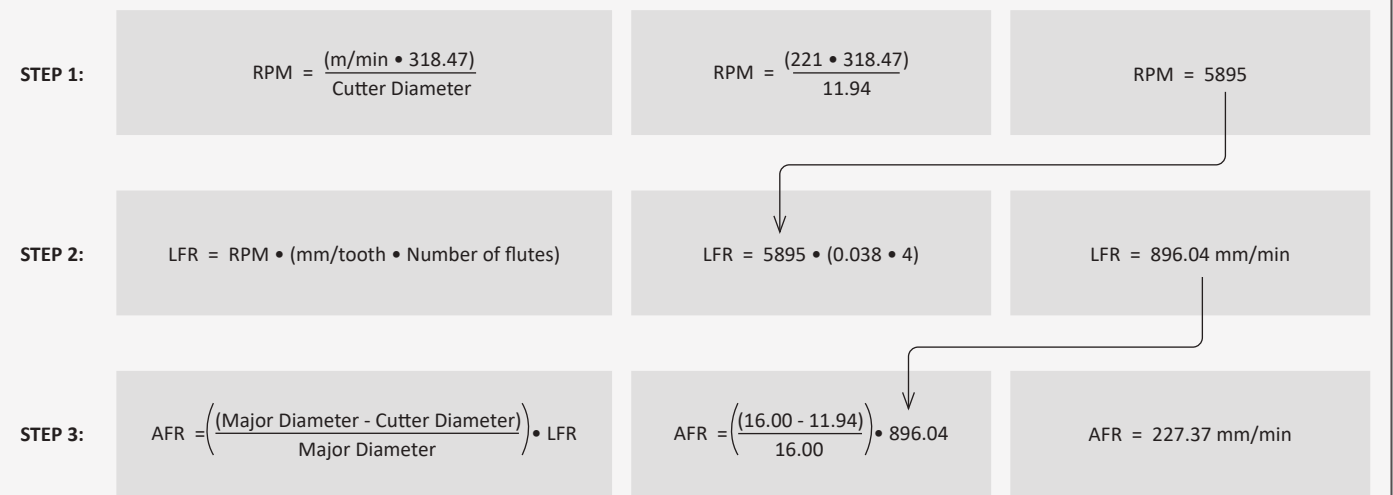 STEP 1:
RPM = (m/min • 318.47)
Cutter Diameter
RPM = (221 • 318.47)
11.94
RPM = 5895
STEP 2:
LFR = RPM • (mm/tooth • Number of flutes)
LFR = 5895 • (0.038 • 4)
LFR = 896.04 mm/min
STEP 3:
AFR = ((Major Diameter - Cutter Diameter)
Major Diameter) • LFR
AFR = ((16.00 - 11.94)
16.00) • 896.04
AFR = 227.37 mm/min